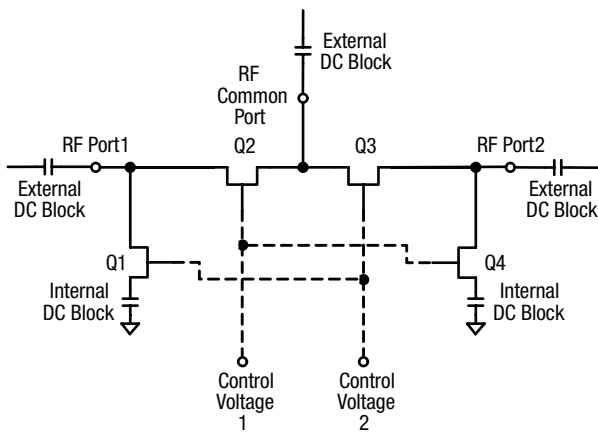 External
DC Block
RF
Common
Port
RF Port1
Q2
Q3
RF Port2
External
DC Block
External
DC Block
Q1
Q4
Internal
DC Block
Internal
DC Block
Control
Voltage
1
Control
Voltage
2